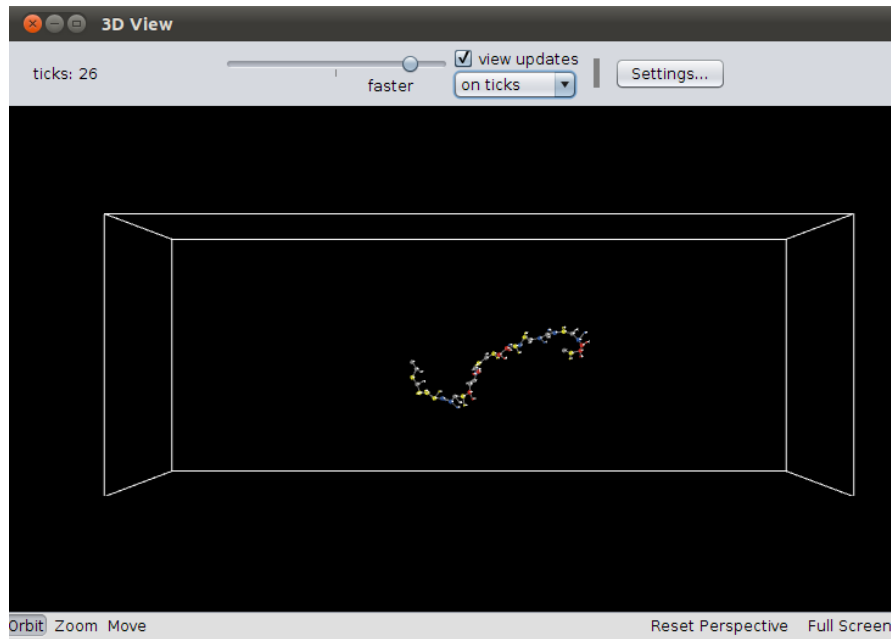 3D View
ticks: 26
faster
view updates
on ticks
Settings...
Orbit Zoom Move
Reset Perspective Full Screen